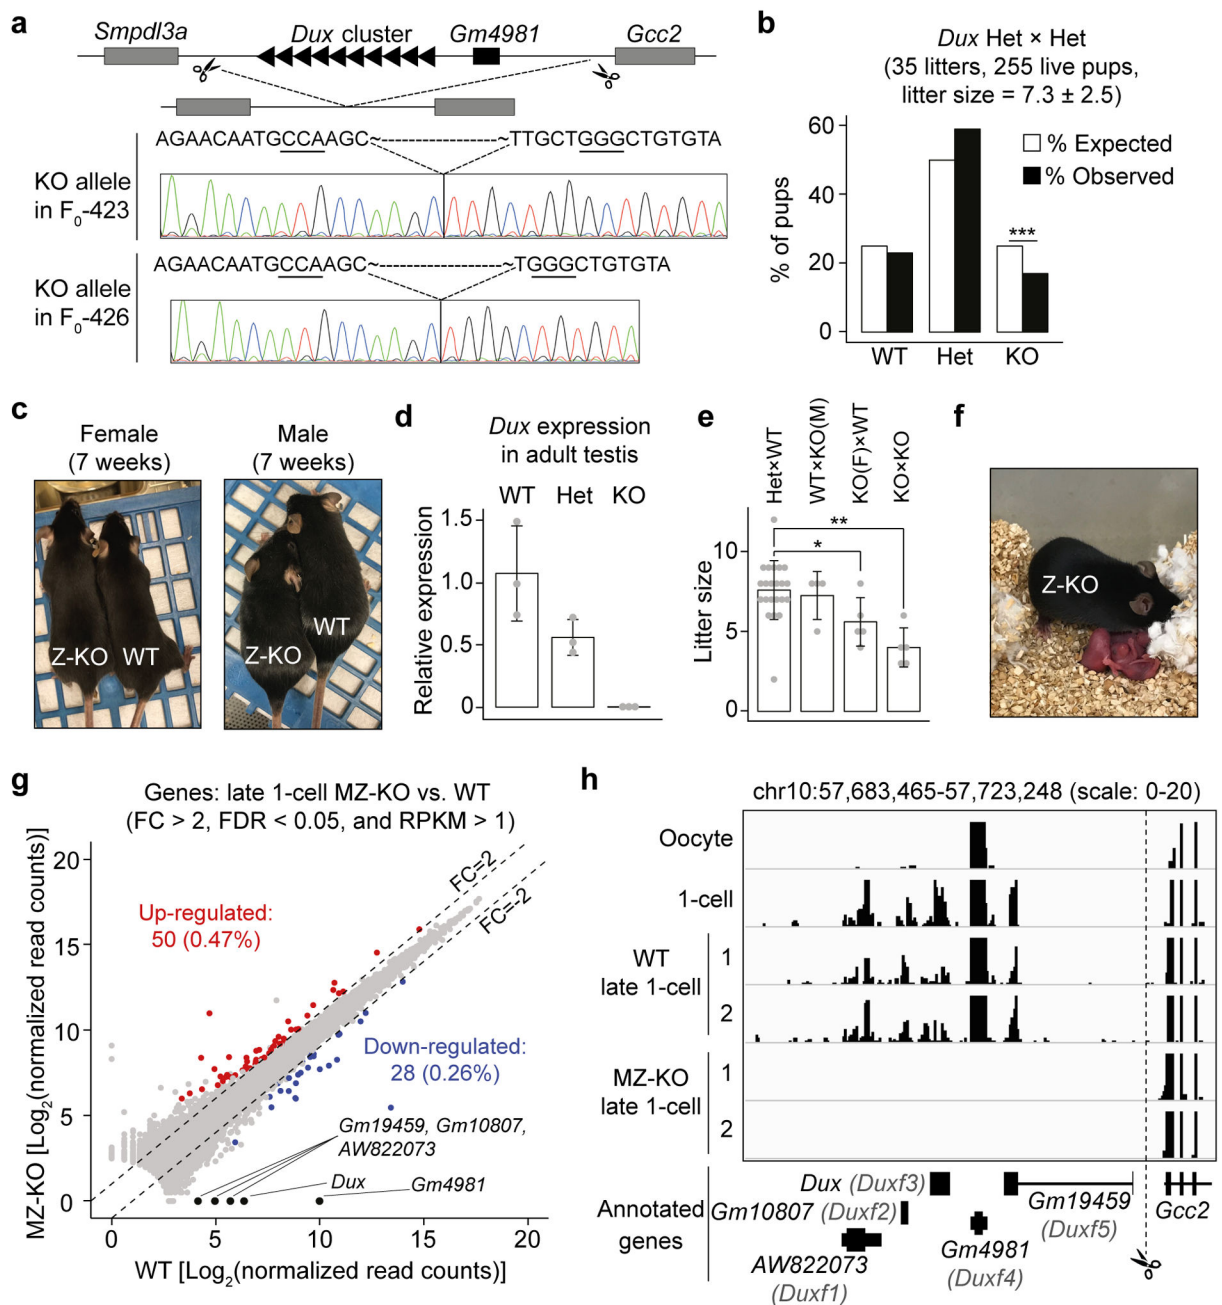 a
Smpdl3a
Dux cluster
Gm4981
Gcc2
AGAACAATGCCAAGC~
~TTGCTGGGCTGTGTA
KO allele
in F0-423
AGAACAATGCCAAGC~
~TGGGCTGTGTA
KO allele
in F0-426
b
Dux Het × Het
(35 litters, 255 live pups,
litter size = 7.3 ± 2.5)
% of pups
60
40
20
0
% Expected
% Observed
***
WT
Het
KO
c
Female
(7 weeks)
Male
(7 weeks)
Z-KO
WT
Z-KO
WT
d
Dux expression
in adult testis
WT
Het
KO
Relative expression
1.5
1.0
0.5
0
e
Het×WT
WT×KO(M)
KO(F)×WT
KO×KO
Litter size
10
5
0
**
*
f
Z-KO
g
Genes: late 1-cell MZ-KO vs. WT
(FC > 2, FDR < 0.05, and RPKM > 1)
MZ-KO [Log2(normalized read counts)]
20
15
10
5
0
FC=2
FC=-2
Up-regulated:
50 (0.47%)
Down-regulated:
28 (0.26%)
Gm19459, Gm10807,
AW822073
Dux
Gm4981
0
5
10
15
20
WT [Log2(normalized read counts)]
h
chr10:57,683,465-57,723,248 (scale: 0-20)
Oocyte
1-cell
WT
late 1-cell
1
2
MZ-KO
late 1-cell
1
2
Annotated
genes
Dux (Duxf3)
Gm10807 (Duxf2)
AW822073
(Duxf1)
Gm4981
(Duxf4)
Gm19459
(Duxf5)
Gcc2